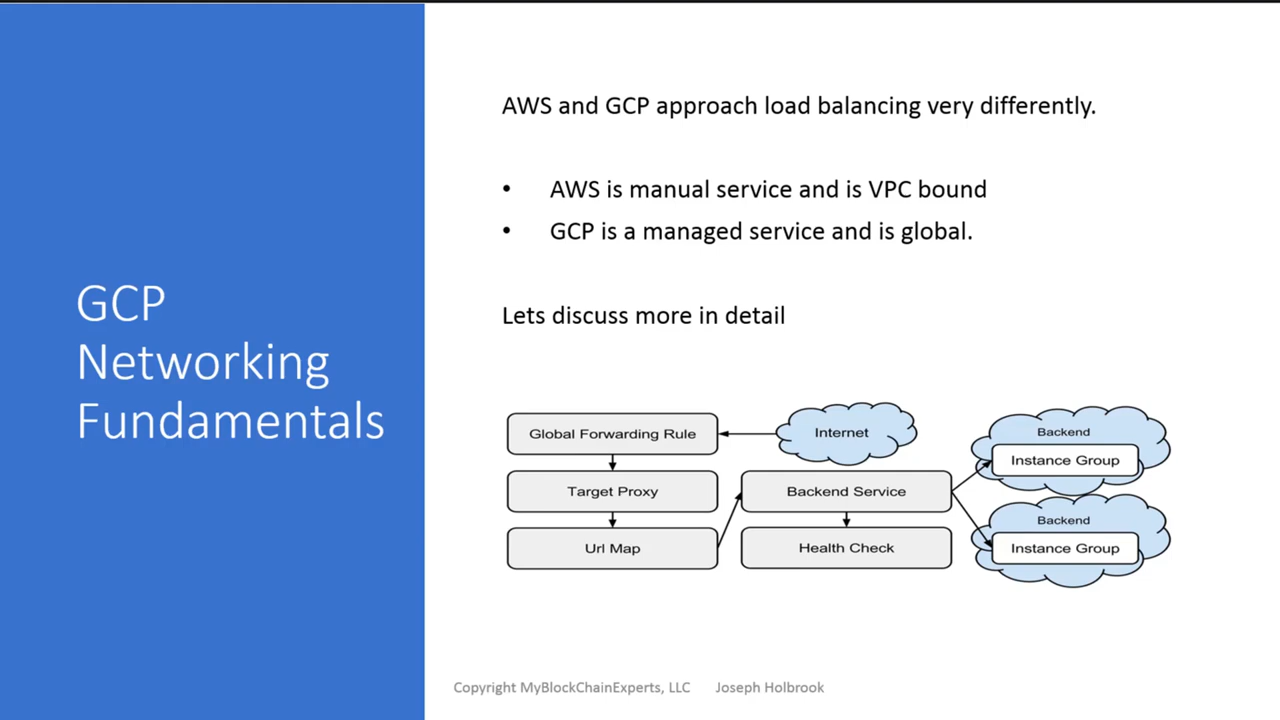 GCP
Networking
Fundamentals
AWS and GCP approach load balancing very differently.
• AWS is manual service and is VPC bound
• GCP is a managed service and is global.
Lets discuss more in detail
Global Forwarding Rule
Internet
Backend
Instance Group
Target Proxy
Backend Service
Url Map
Health Check
Backend
Instance Group
Copyright MyBlockChainExperts, LLC Joseph Holbrook